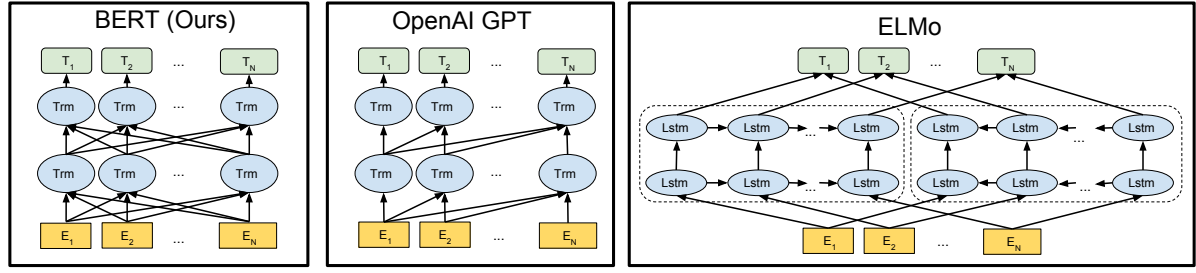 BERT (Ours)
T1 T2 ... TN
Trm Trm ... Trm
Trm Trm ... Trm
E1 E2 ... EN
OpenAI GPT
T1 T2 ... TN
Trm Trm ... Trm
Trm Trm ... Trm
E1 E2 ... EN
ELMo
T1 T2 ... TN
Lstm Lstm ... Lstm Lstm Lstm ... Lstm
Lstm Lstm ... Lstm Lstm Lstm ... Lstm
E1 E2 ... EN